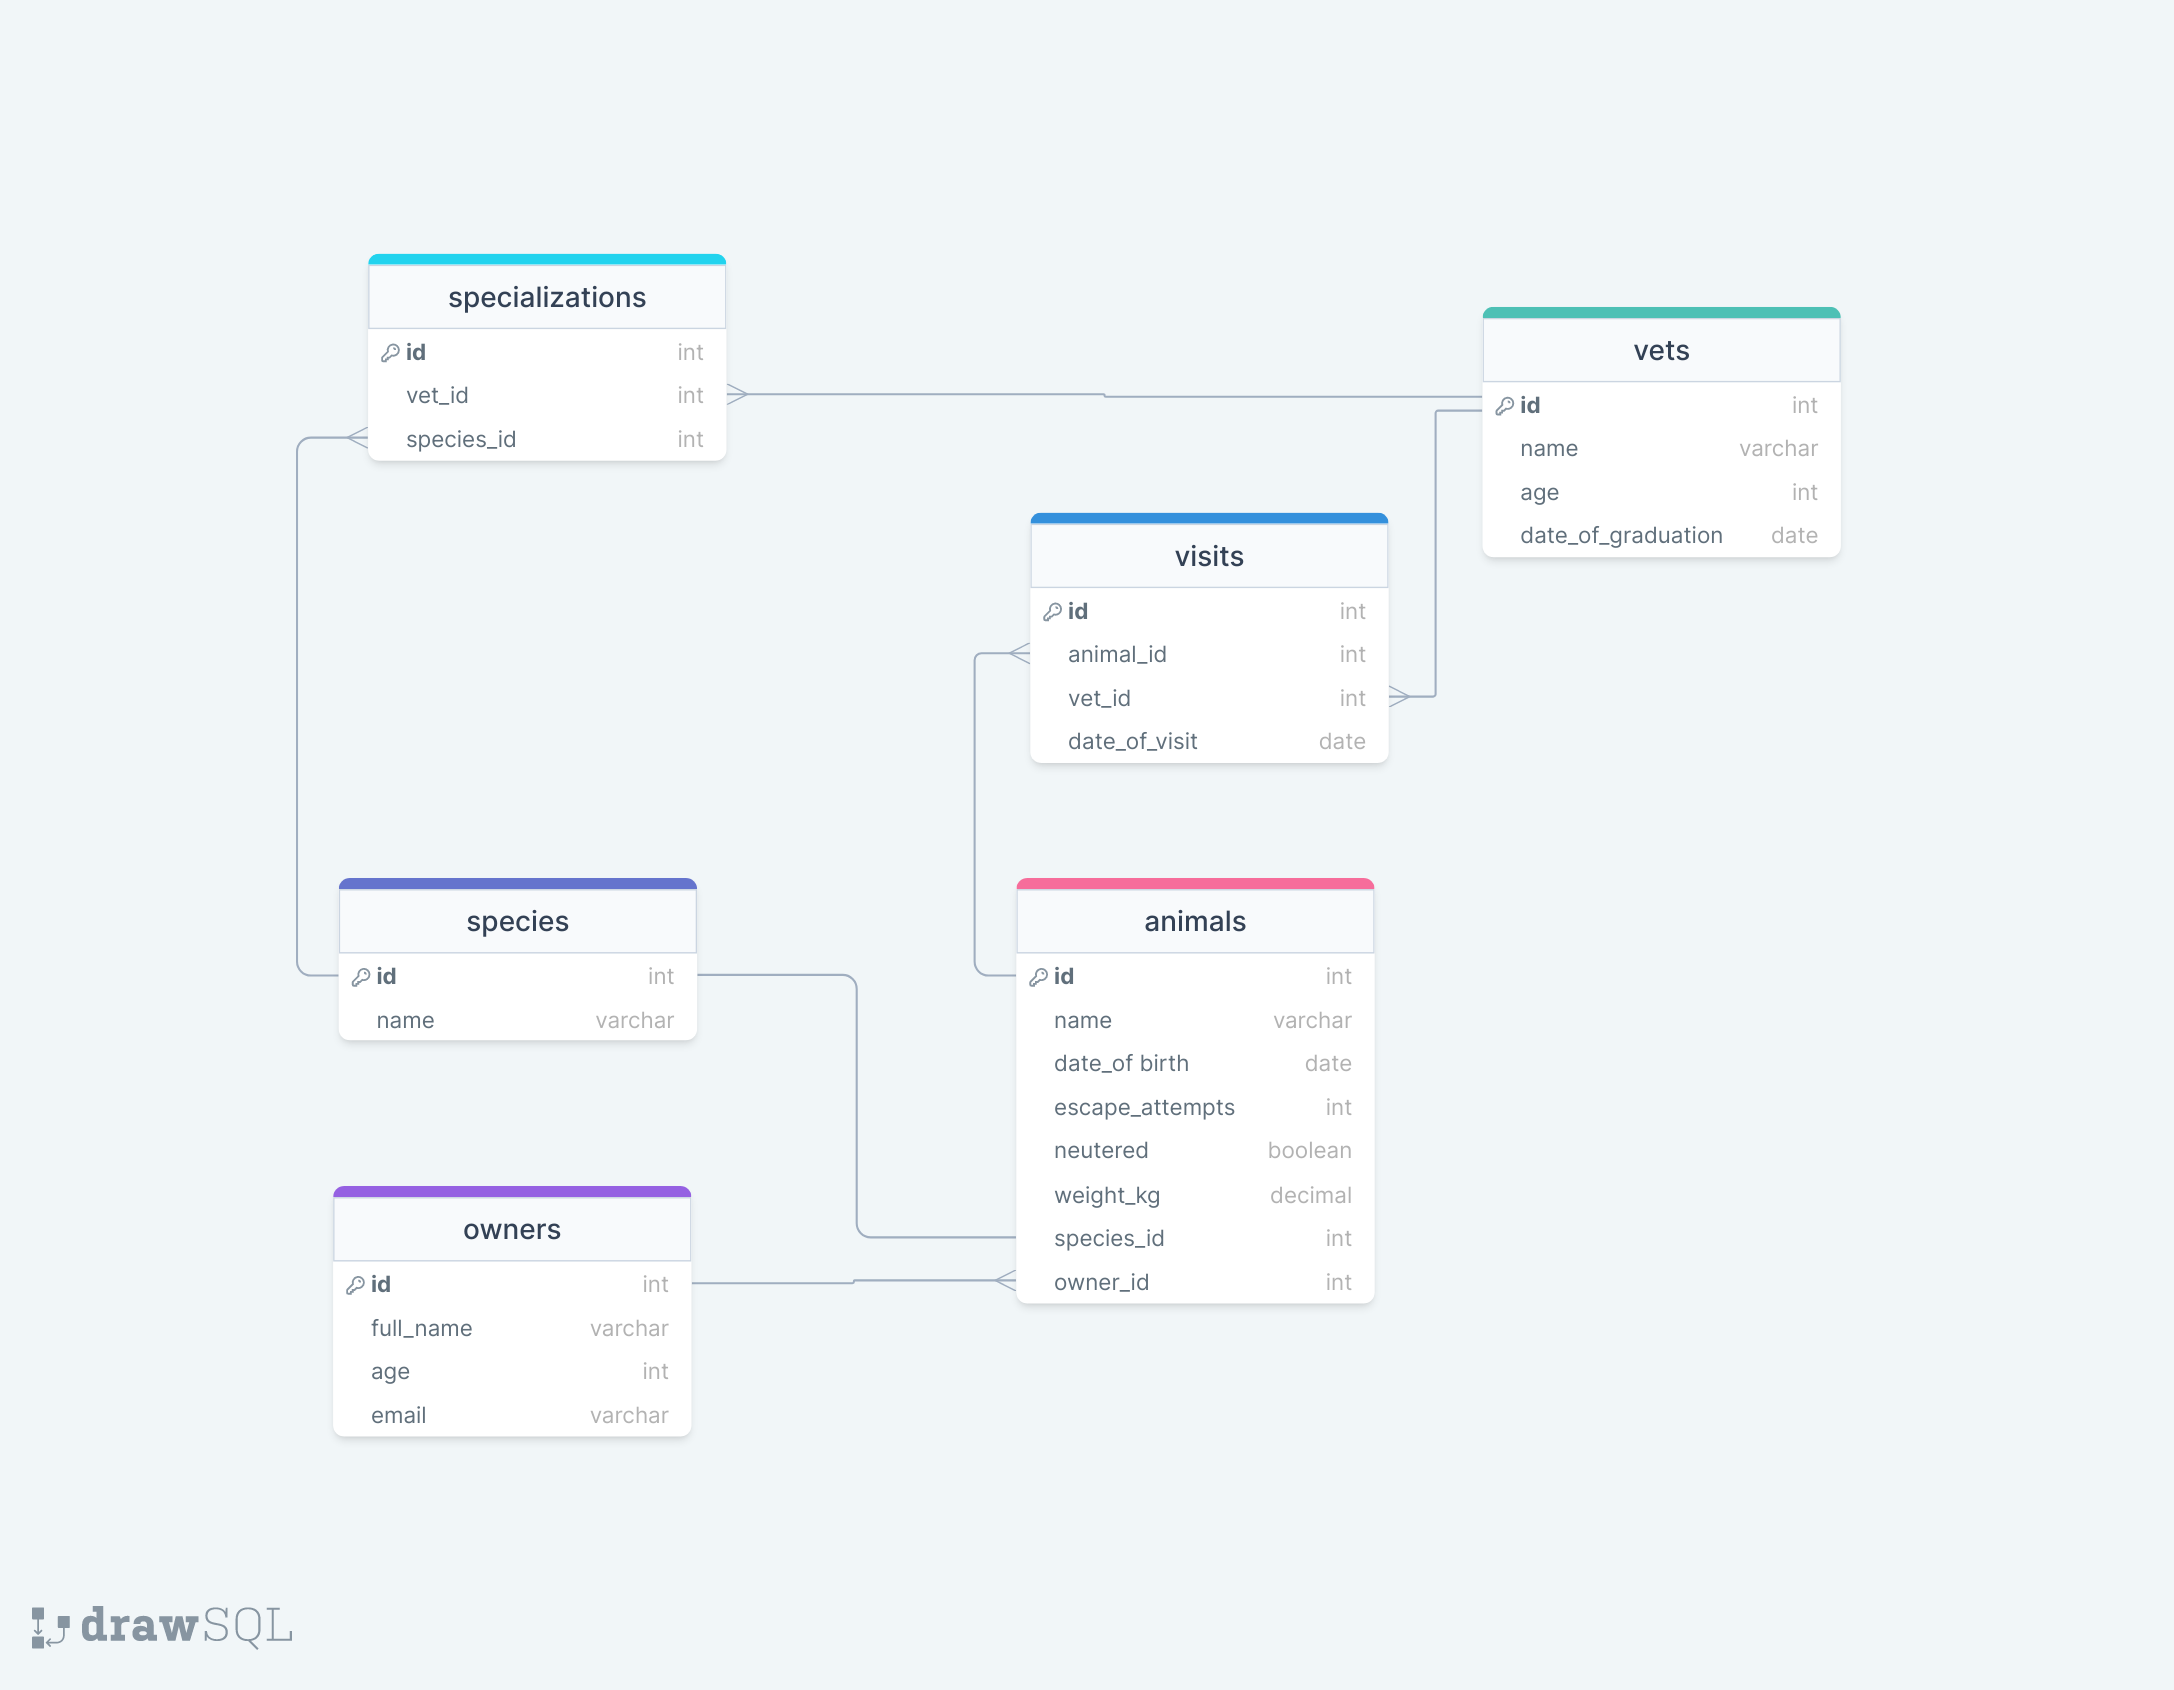 specializations
id int
vet_id int
species_id int
vets
id int
name varchar
age int
date_of_graduation date
visits
id int
animal_id int
vet_id int
date_of_visit date
species
id int
name varchar
animals
id int
name varchar
date_of birth date
escape_attempts int
neutered boolean
weight_kg decimal
species_id int
owner_id int
owners
id int
full_name varchar
age int
email varchar
drawSQL